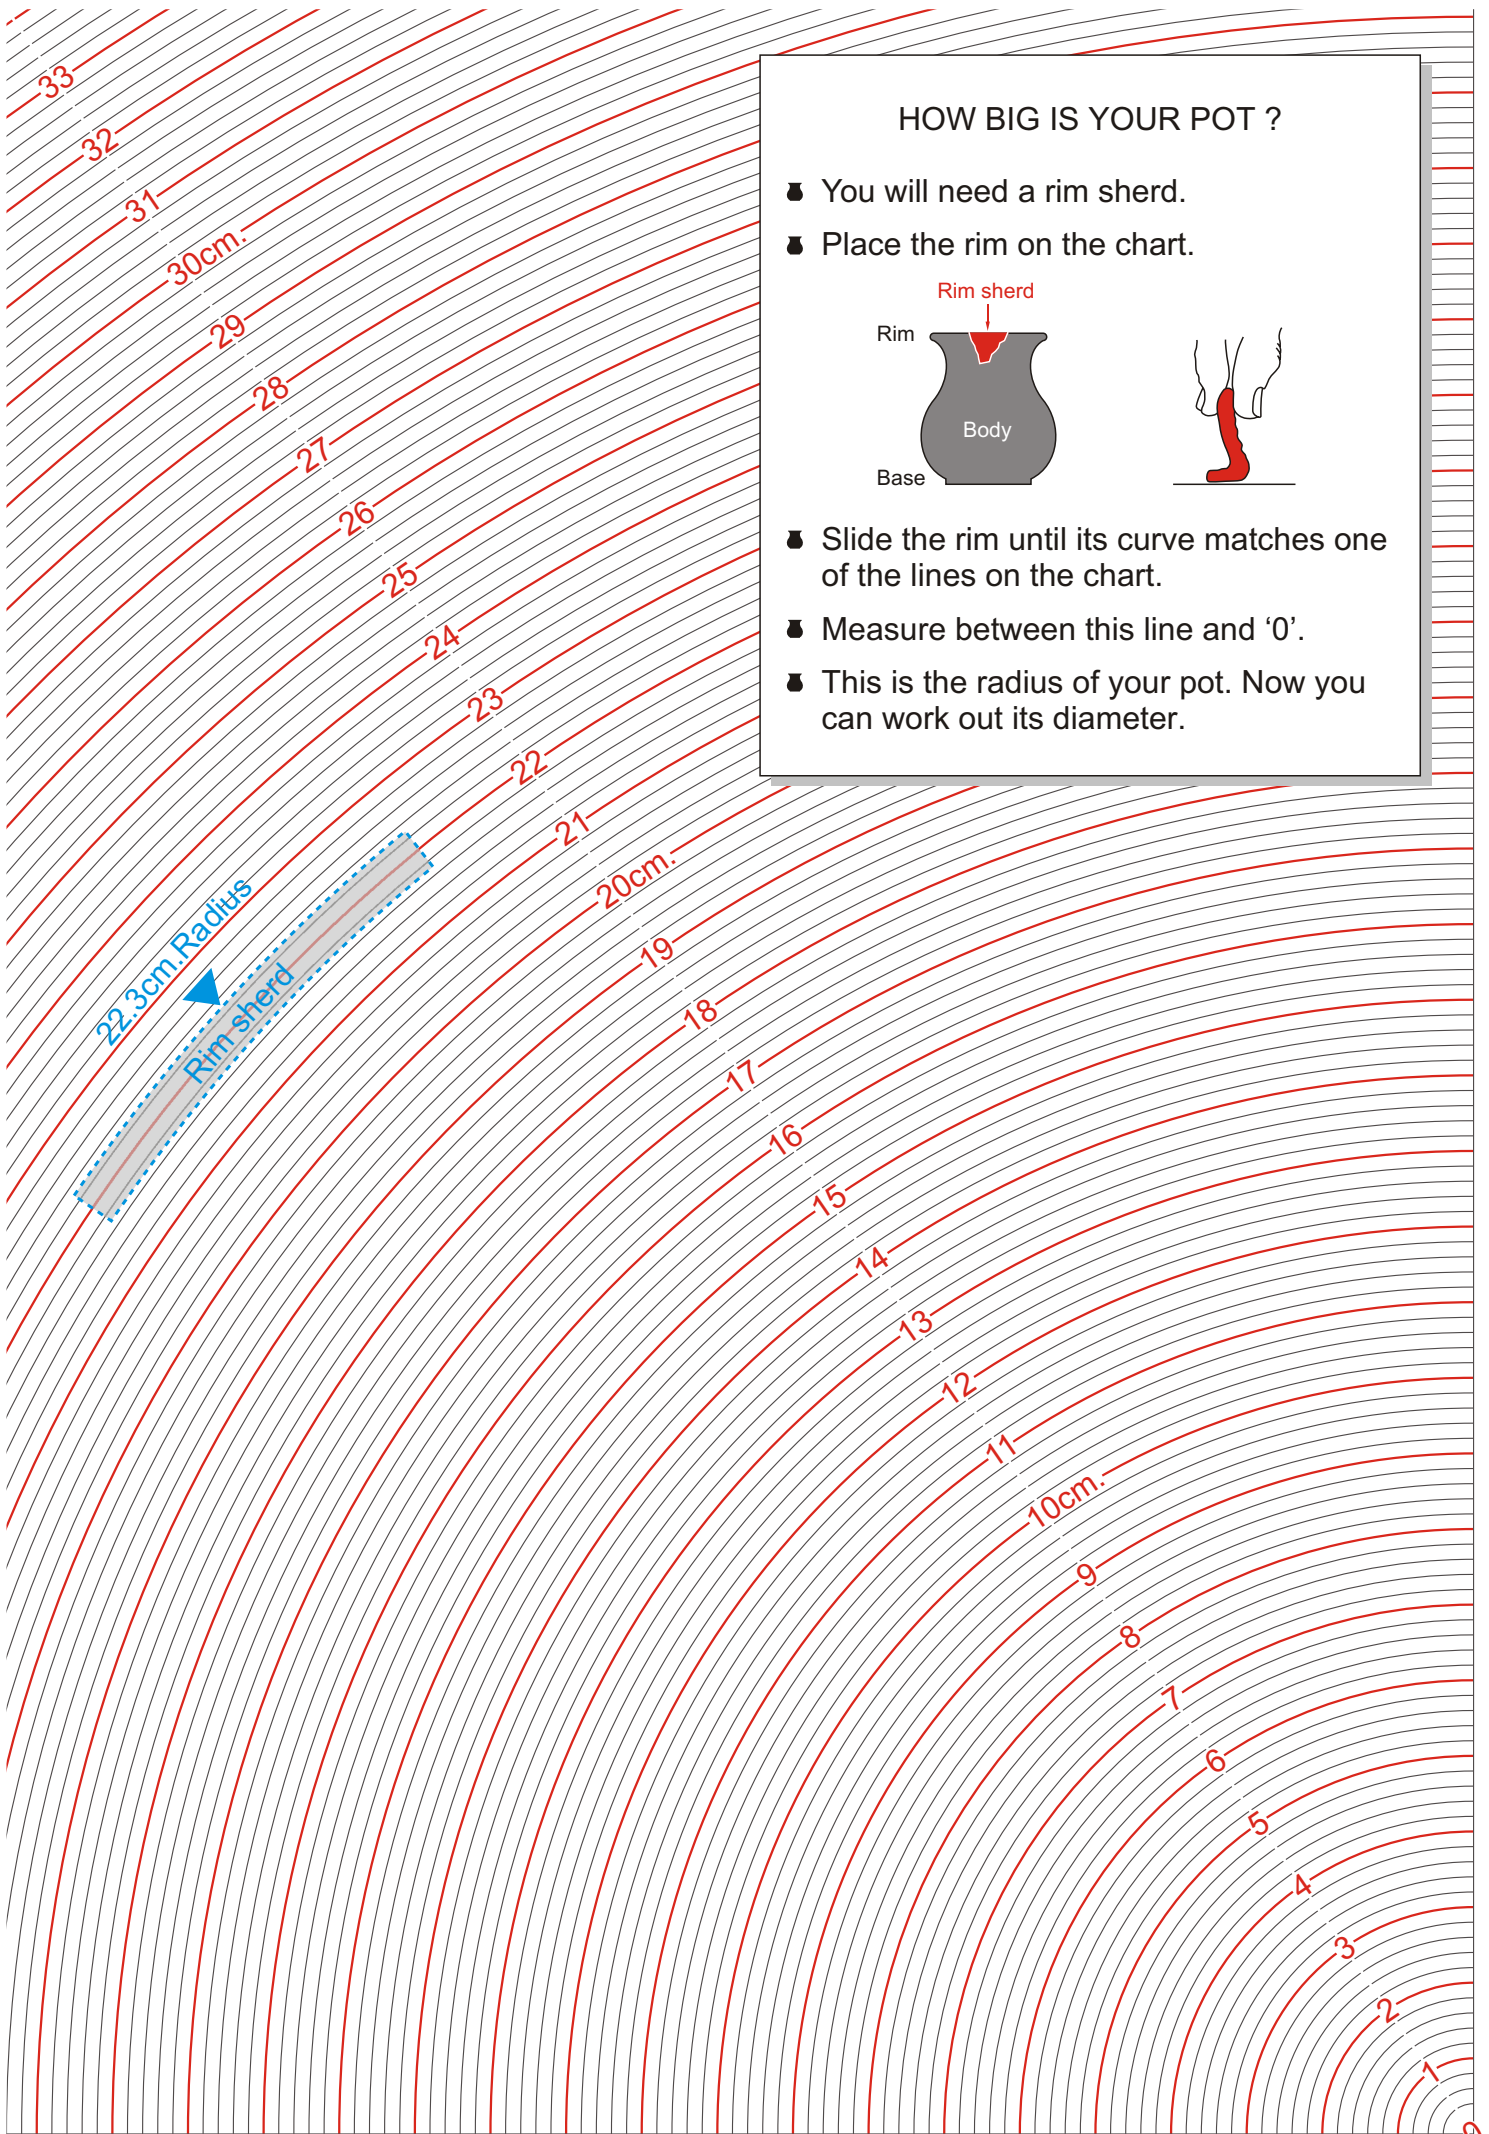 HOW BIG IS YOUR POT ?
You will need a rim sherd.
Place the rim on the chart.
Rim sherd
Rim
Body
Base
Slide the rim until its curve matches one
of the lines on the chart.
Measure between this line and ‘0’.
This is the radius of your pot. Now you
can work out its diameter.
33
32
31
30cm.
29
28
27
26
25
24
23
22
21
20cm.
19
18
17
16
15
14
13
12
11
10cm.
9
8
7
6
5
4
3
2
1
0
22.3cm.Radius
Rim sherd